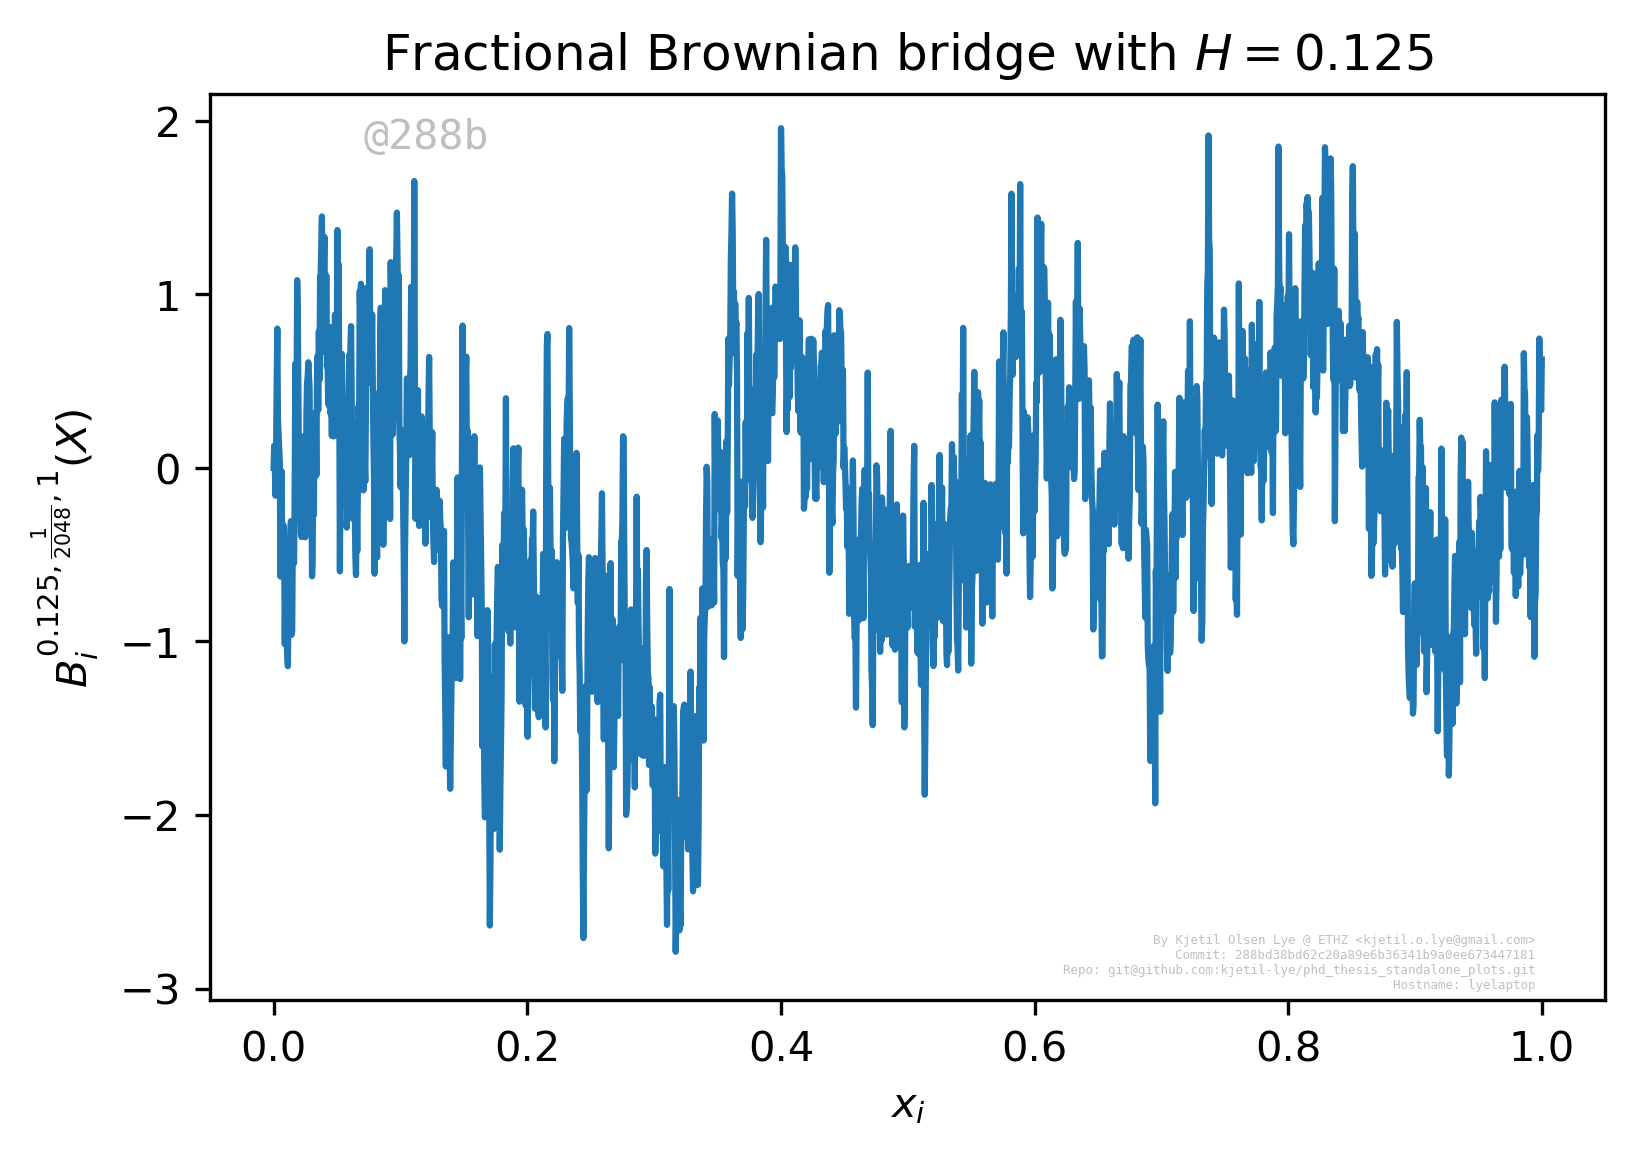 Fractional Brownian bridge with H = 0.125
@288b
2
1
0
−1
−2
−3
B_i^{0.125, \frac{1}{2048}, 1}(X)
By Kjetil Olsen Lye @ ETHZ <kjetil.o.lye@gmail.com>
Commit: 288bd38bd62c20a89e6b36341b9a0ee673447181
Repo: git@github.com:kjetil-lye/phd_thesis_standalone_plots.git
Hostname: lyelaptop
0.0 0.2 0.4 0.6 0.8 1.0
x_i